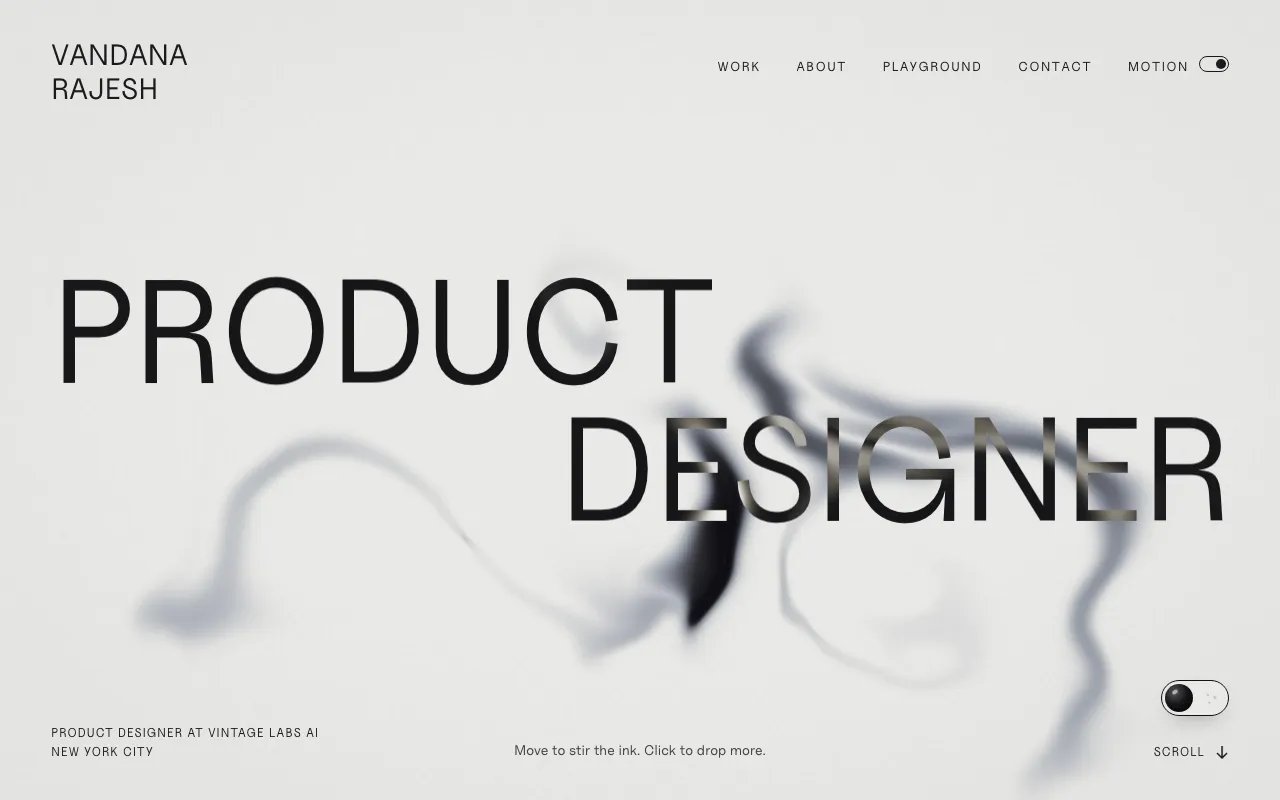 VANDANA
RAJESH
WORK ABOUT PLAYGROUND CONTACT MOTION
PRODUCT
DESIGNER
PRODUCT DESIGNER AT VINTAGE LABS AI
NEW YORK CITY
Move to stir the ink. Click to drop more.
SCROLL